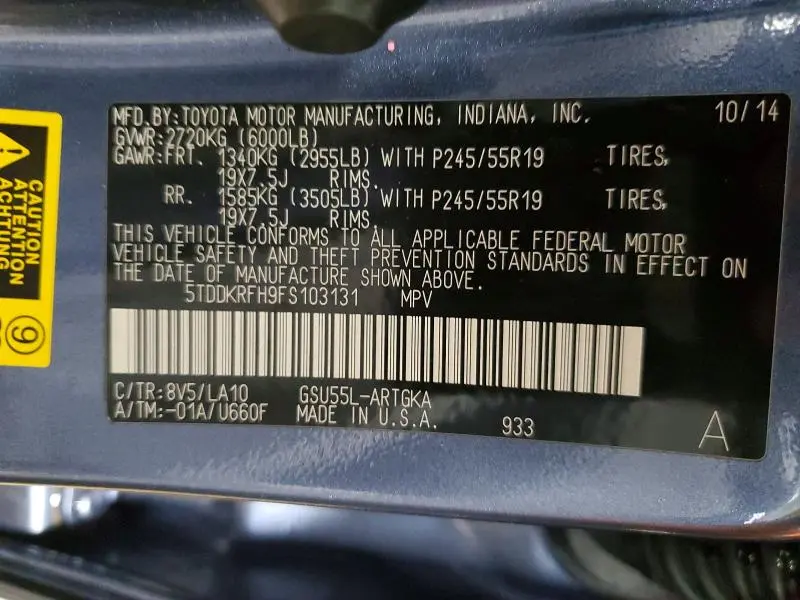 MFD.BY:TOYOTA MOTOR MANUFACTURING, INDIANA, INC. 10/14
GVWR:2720KG (6000LB)
GAWR:FRT. 1340KG (2955LB) WITH P245/55R19 TIRES,
19X7.5J RIMS.
RR. 1585KG (3505LB) WITH P245/55R19 TIRES,
19X7.5J RIMS.
THIS VEHICLE CONFORMS TO ALL APPLICABLE FEDERAL MOTOR
VEHICLE SAFETY AND THEFT PREVENTION STANDARDS IN EFFECT ON
THE DATE OF MANUFACTURE SHOWN ABOVE.
5TDDKRFH9FS103131 MPV
C/TR:8V5/LA10 GSU55L-ARTGKA
A/TM:-01A/U660F MADE IN U.S.A. 933 A
CAUTION
ATTENTION
ACHTUNG
9